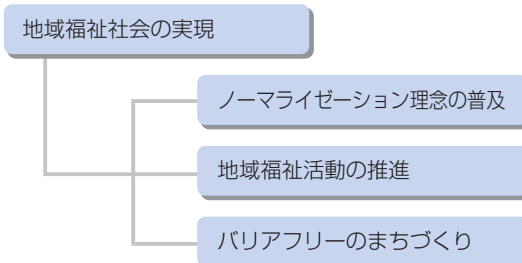 地域福祉社会の実現
ノーマライゼーション理念の普及
地域福祉活動の推進
バリアフリーのまちづくり